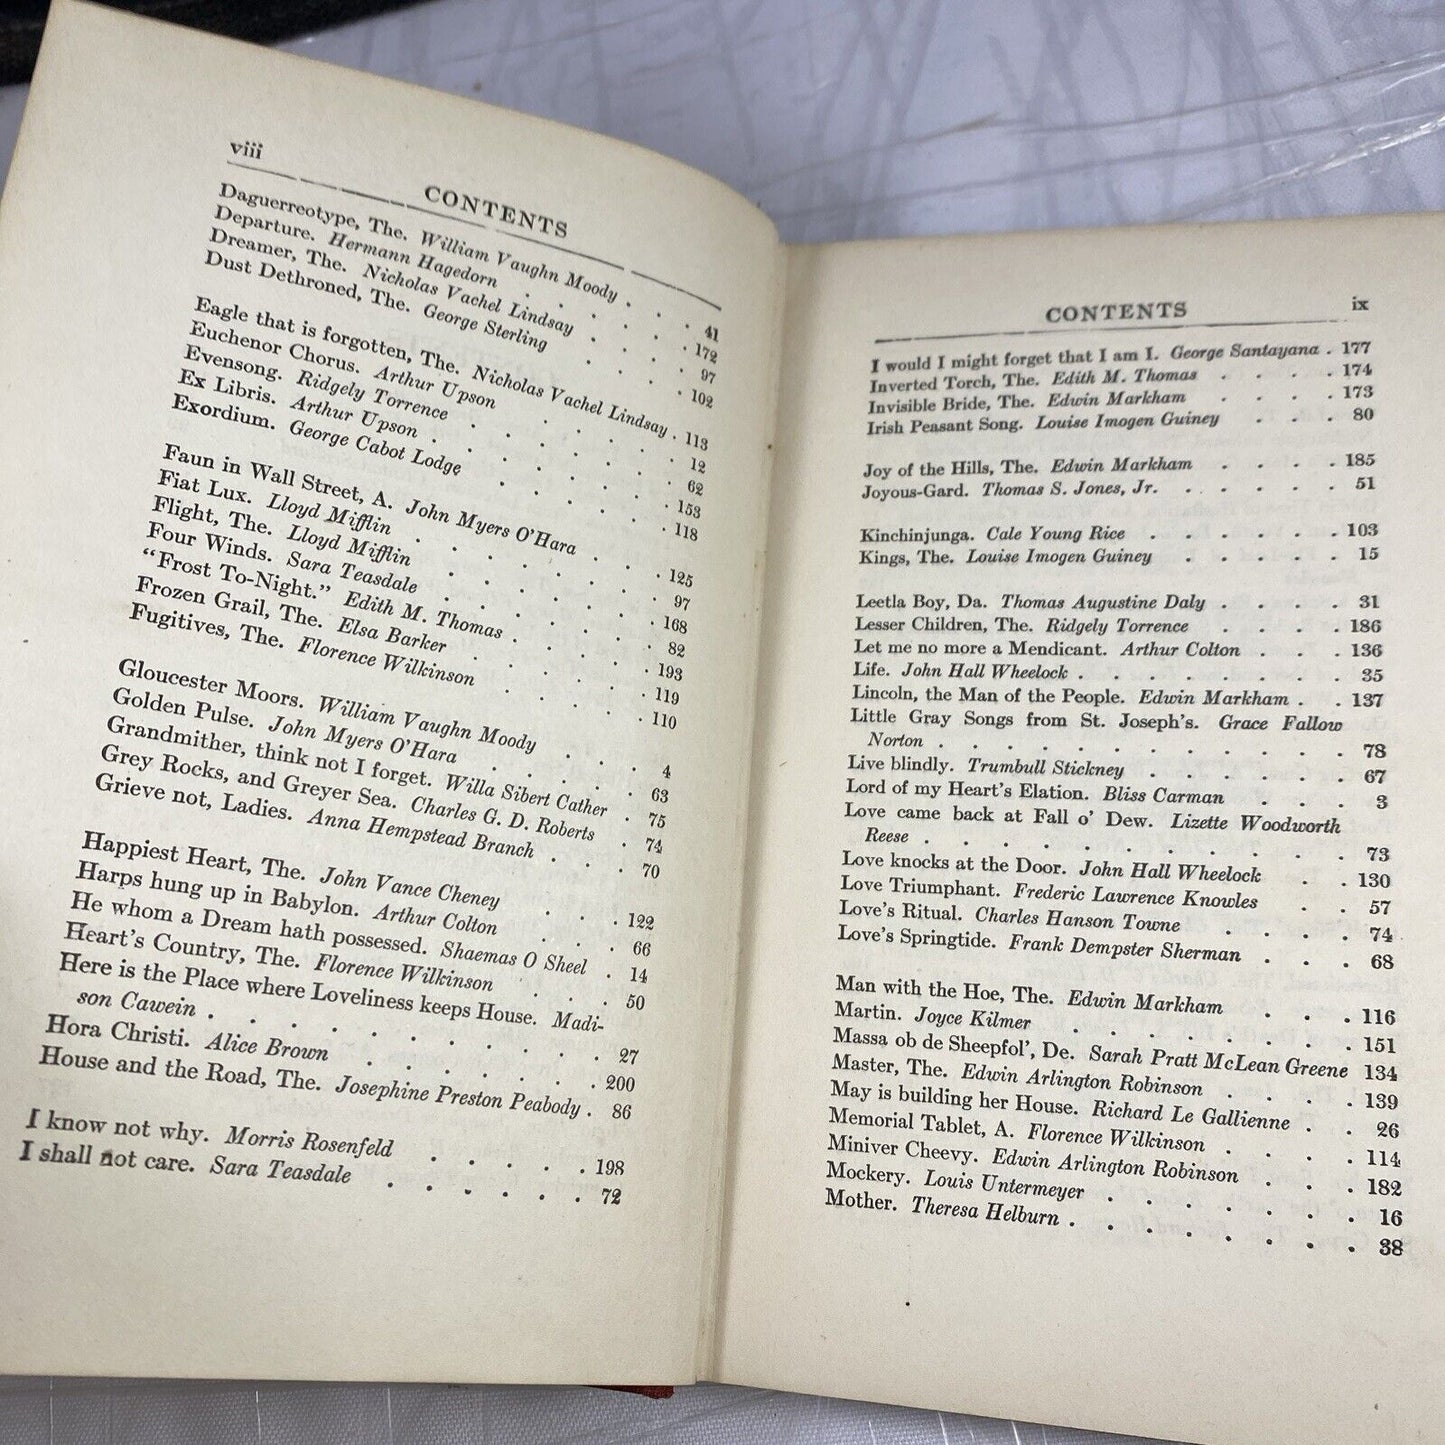 viii
CONTENTS
Daguerreotype, The. William Vaughn Moody . . . 41
Departure. Hermann Hagedorn . . . . . 172
Dreamer, The. Nicholas Vachel Lindsay . . . . 97
Dust Dethroned, The. George Sterling . . . . 102
Eagle that is forgotten, The. Nicholas Vachel Lindsay . 113
Euchenor Chorus. Arthur Upson . . . . 12
Evensong. Ridgely Torrence . . . . . 62
Ex Libris. Arthur Upson . . . . . . 153
Exordium. George Cabot Lodge . . . . . 118
Faun in Wall Street, A. John Myers O'Hara . . . 125
Fiat Lux. Lloyd Mifflin . . . . . . 97
Flight, The. Lloyd Mifflin . . . . . . 168
Four Winds. Sara Teasdale . . . . . . 82
"Frost To-Night." Edith M. Thomas . . . . 193
Frozen Grail, The. Elsa Barker . . . . . 119
Fugitives, The. Florence Wilkinson . . . . 110
Gloucester Moors. William Vaughn Moody . . . 4
Golden Pulse. John Myers O'Hara . . . . . 63
Grandmither, think not I forget. Willa Sibert Cather . 75
Grey Rocks, and Greyer Sea. Charles G. D. Roberts . 74
Grieve not, Ladies. Anna Hempstead Branch . . . 70
Happiest Heart, The. John Vance Cheney . . . 122
Harps hung up in Babylon. Arthur Colton . . . 66
He whom a Dream hath possessed. Shaemas O Sheel . 14
Heart's Country, The. Florence Wilkinson . . . 50
Here is the Place where Loveliness keeps House. Madi-
son Cawein . . . . . . . . . 27
Hora Christi. Alice Brown . . . . . . . 200
House and the Road, The. Josephine Preston Peabody . 86
I know not why. Morris Rosenfeld . . . . . 198
I shall not care. Sara Teasdale . . . . . . 72
CONTENTS
ix
I would I might forget that I am I. George Santayana . 177
Inverted Torch, The. Edith M. Thomas . . . . 174
Invisible Bride, The. Edwin Markham . . . . 173
Irish Peasant Song. Louise Imogen Guiney . . . 80
Joy of the Hills, The. Edwin Markham . . . . 185
Joyous-Gard. Thomas S. Jones, Jr. . . . . . 51
Kinchinjunga. Cale Young Rice . . . . . . 103
Kings, The. Louise Imogen Guiney . . . . . 15
Leetla Boy, Da. Thomas Augustine Daly . . . . 31
Lesser Children, The. Ridgely Torrence . . . . 186
Let me no more a Mendicant. Arthur Colton . . . 136
Life. John Hall Wheelock . . . . . . . 35
Lincoln, the Man of the People. Edwin Markham . . 137
Little Gray Songs from St. Joseph's. Grace Fallow
Norton . . . . . . . . . . . 78
Live blindly. Trumbull Stickney . . . . . . 67
Lord of my Heart's Elation. Bliss Carman . . . 3
Love came back at Fall o' Dew. Lizette Woodworth
Reese . . . . . . . . . . . 73
Love knocks at the Door. John Hall Wheelock . . 130
Love Triumphant. Frederic Lawrence Knowles . . 57
Love's Ritual. Charles Hanson Towne . . . . 74
Love's Springtide. Frank Dempster Sherman . . . 68
Man with the Hoe, The. Edwin Markham . . . 116
Martin. Joyce Kilmer . . . . . . . . 151
Massa ob de Sheepfol', De. Sarah Pratt McLean Greene 134
Master, The. Edwin Arlington Robinson . . . . 139
May is building her House. Richard Le Gallienne . . 26
Memorial Tablet, A. Florence Wilkinson . . . . 114
Miniver Cheevy. Edwin Arlington Robinson . . . 182
Mockery. Louis Untermeyer . . . . . . . 16
Mother. Theresa Helburn . . . . . . . . 38